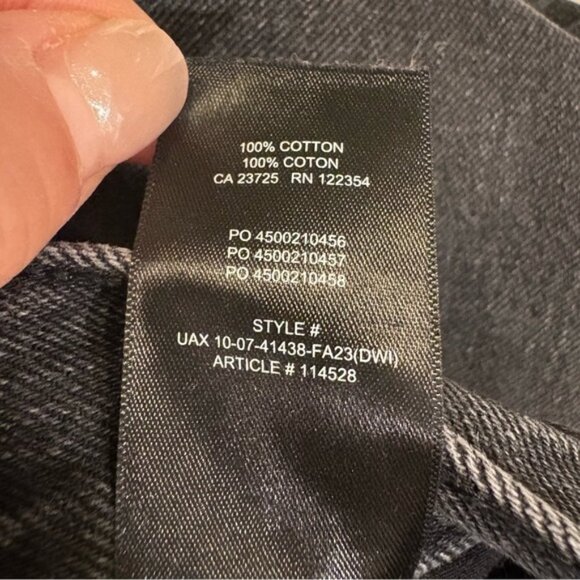 100% COTTON
100% COTON
CA 23725 RN 122354
PO 4500210456
PO 4500210457
PO 4500210458
STYLE #
UAX 10-07-41438-FA23(DWI)
ARTICLE # 114528